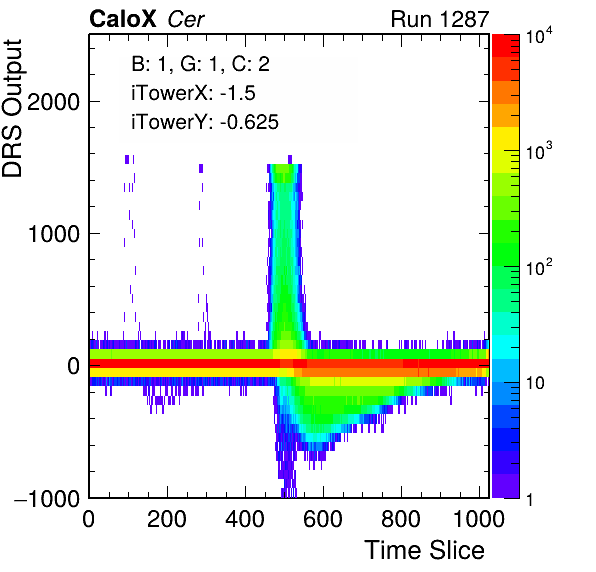 CaloX Cer Run 1287
DRS Output
B: 1, G: 1, C: 2
iTowerX: -1.5
iTowerY: -0.625
2000
1000
0
−1000
0 200 400 600 800 1000
Time Slice
10^4
10^3
10^2
10
1